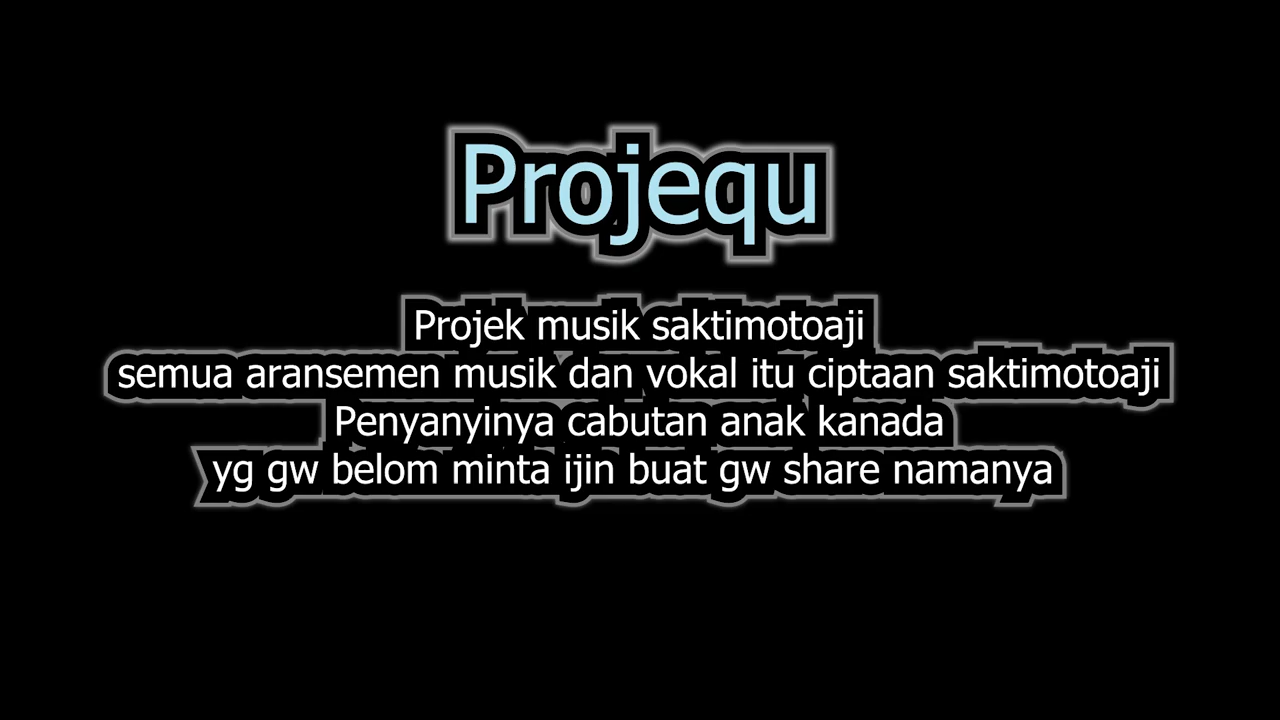 Projequ
Projek musik saktimotoaji
semua aransemen musik dan vokal itu ciptaan saktimotoaji
Penyanyinya cabutan anak kanada
yg gw belom minta ijin buat gw share namanya